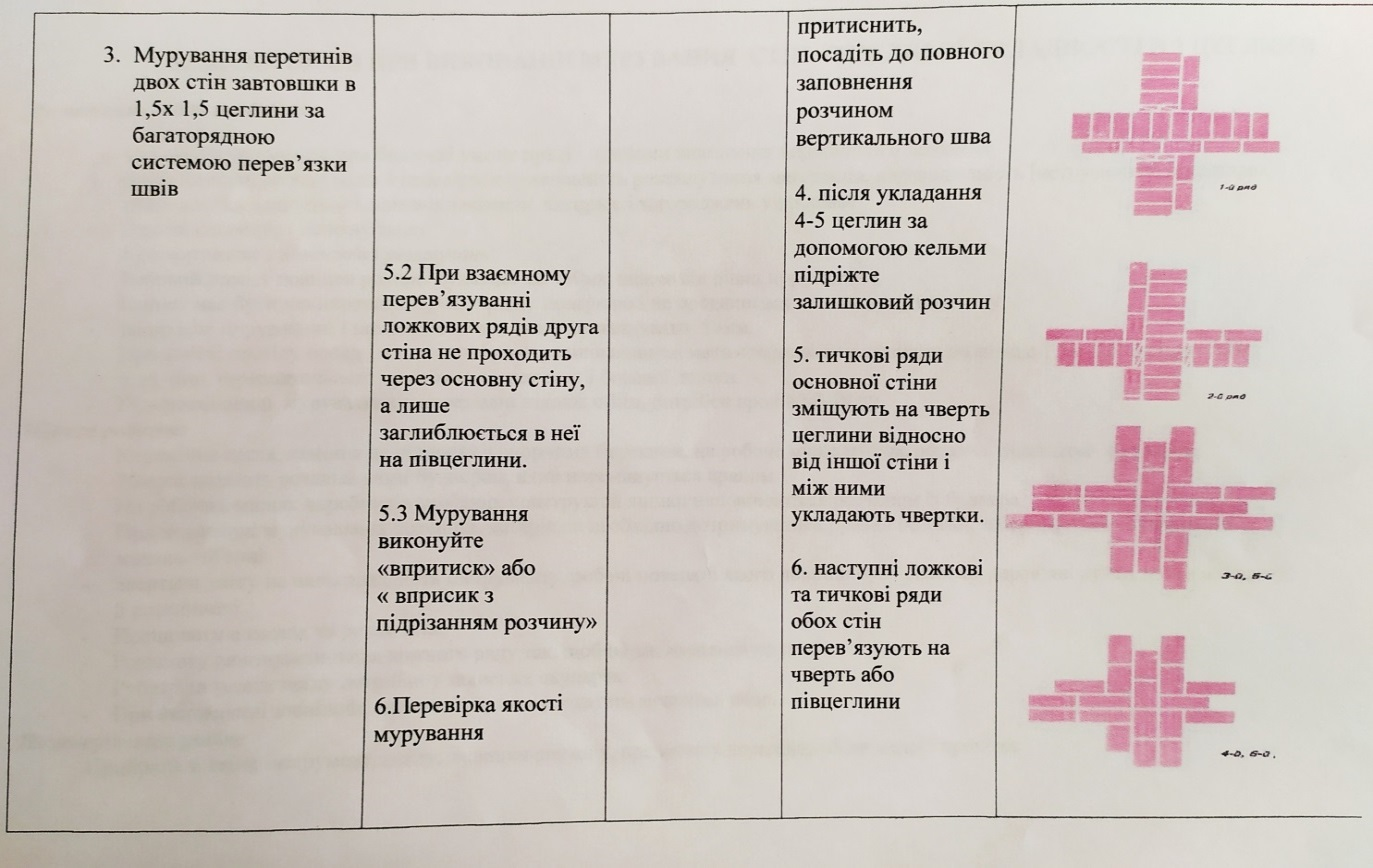 3. Мурування перетинів
двох стін завтовшки в
1,5х 1,5 цеглини за
багаторядною
системою перев’язки
швів
5.2 При взаємному
перев’язуванні
ложкових рядів друга
стіна не проходить
через основну стіну,
а лише
заглиблюється в неї
на півцеглини.
5.3 Мурування
виконуйте
«впритиск» або
« вприсик з
підрізанням розчину»
6.Перевірка якості
мурування
притиснить,
посадіть до повного
заповнення
розчином
вертикального шва
4. після укладання
4-5 цеглин за
допомогою кельми
підріжте
залишковий розчин
5. тичкові ряди
основної стіни
зміщують на чверть
цеглини відносно
від іншої стіни і
між ними
укладають чвертки.
6. наступні ложкові
та тичкові ряди
обох стін
перев’язують на
чверть або
півцеглини
1-й ряд
2-й ряд